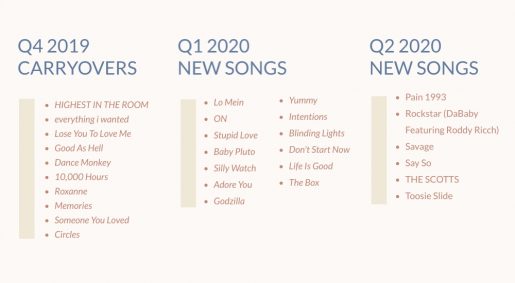 Q4 2019
CARRYOVERS
HIGHEST IN THE ROOM
everything i wanted
Lose You To Love Me
Good As Hell
Dance Monkey
10,000 Hours
Roxanne
Memories
Someone You Loved
Circles
Q1 2020
NEW SONGS
Lo Mein
ON
Stupid Love
Baby Pluto
Silly Watch
Adore You
Godzilla
Yummy
Intentions
Blinding Lights
Don't Start Now
Life Is Good
The Box
Q2 2020
NEW SONGS
Pain 1993
Rockstar (DaBaby
Featuring Roddy Ricch)
Savage
Say So
THE SCOTTS
Toosie Slide